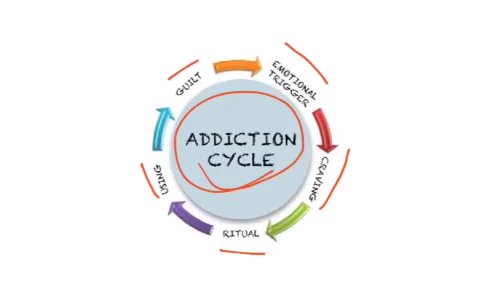 ADDICTION
CYCLE
EMOTIONAL
TRIGGER
CRAVING
RITUAL
USING
GUILT